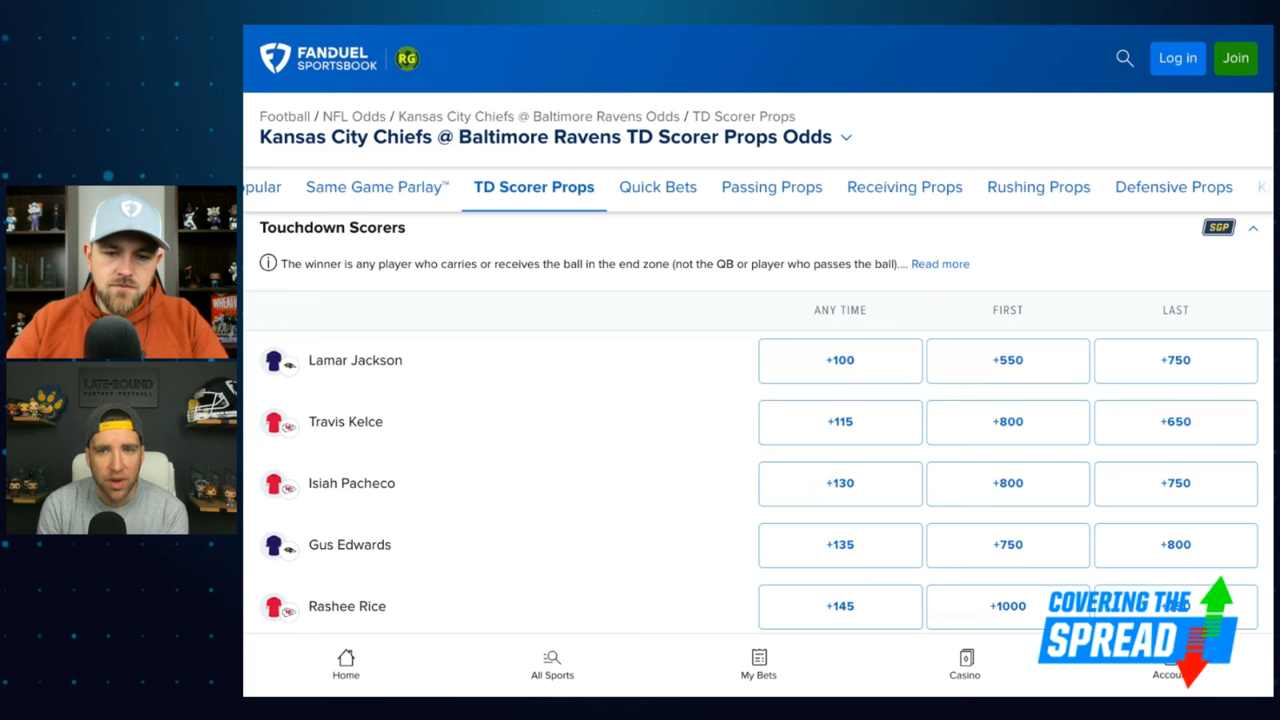 FANDUEL
SPORTSBOOK
RG
Log in
Join
Football / NFL Odds / Kansas City Chiefs @ Baltimore Ravens Odds / TD Scorer Props
Kansas City Chiefs @ Baltimore Ravens TD Scorer Props Odds
opular Same Game Parlay™ TD Scorer Props Quick Bets Passing Props Receiving Props Rushing Props Defensive Props
Touchdown Scorers
SGP
The winner is any player who carries or receives the ball in the end zone (not the QB or player who passes the ball).... Read more
ANY TIME FIRST LAST
Lamar Jackson +100 +550 +750
Travis Kelce +115 +800 +650
Isiah Pacheco +130 +800 +750
Gus Edwards +135 +750 +800
Rashee Rice +145 +1000
COVERING THE
SPREAD
Home All Sports My Bets Casino Accou
LATE-ROUND
FANTASY FOOTBALL